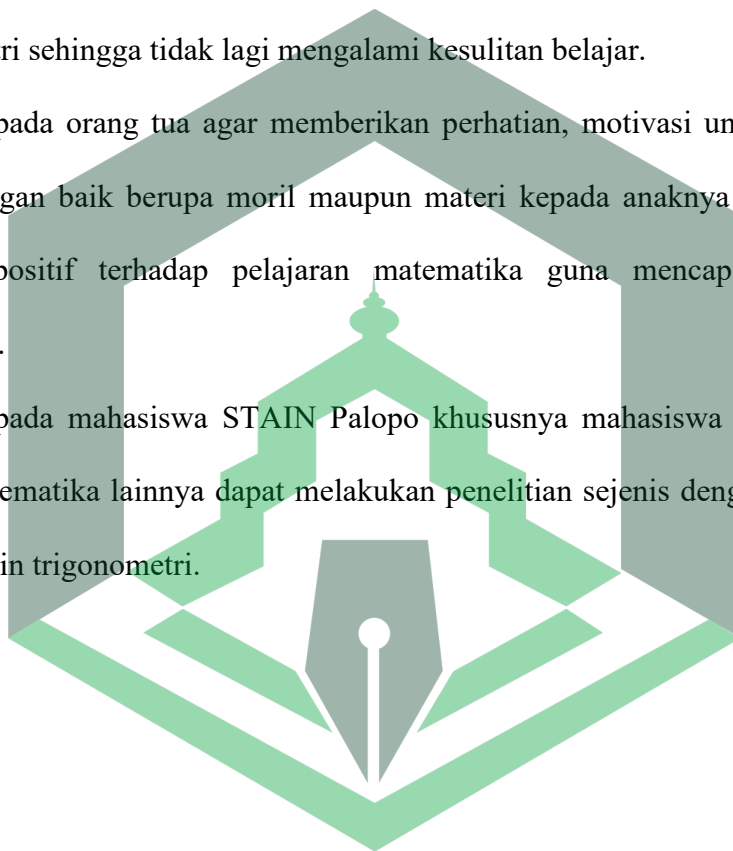 tri sehingga tidak lagi mengalami kesulitan belajar.
pada orang tua agar memberikan perhatian, motivasi un
gan baik berupa moril maupun materi kepada anaknya
positif terhadap pelajaran matematika guna mencap
.
pada mahasiswa STAIN Palopo khususnya mahasiswa
ematika lainnya dapat melakukan penelitian sejenis deng
in trigonometri.